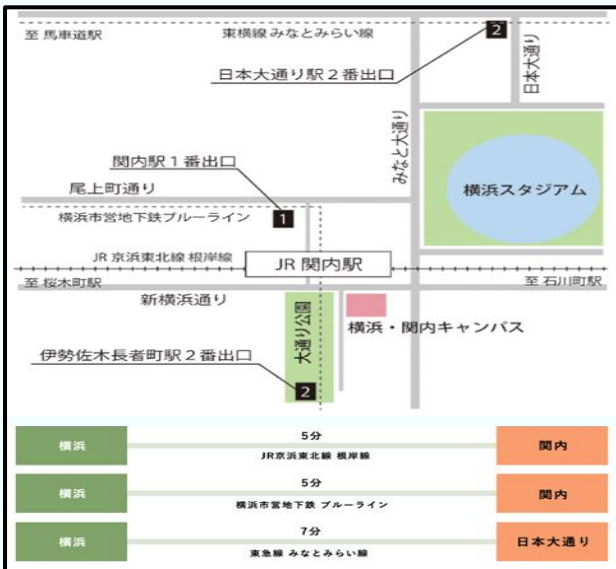 至 馬車道駅
東横線 みなとみらい線
2
日本大通り駅２番出口
日本大通り
みなと大通り
関内駅１番出口
尾上町通り
横浜スタジアム
横浜市営地下鉄ブルーライン
1
JR 京浜東北線 根岸線
JR 関内駅
至 桜木町駅
至 石川町駅
新横浜通り
大通り公園
横浜・関内キャンパス
伊勢佐木長者町駅２番出口
2
横浜
5分
JR京浜東北線 根岸線
関内
横浜
5分
横浜市営地下鉄 ブルーライン
関内
横浜
7分
東急線 みなとみらい線
日本大通り